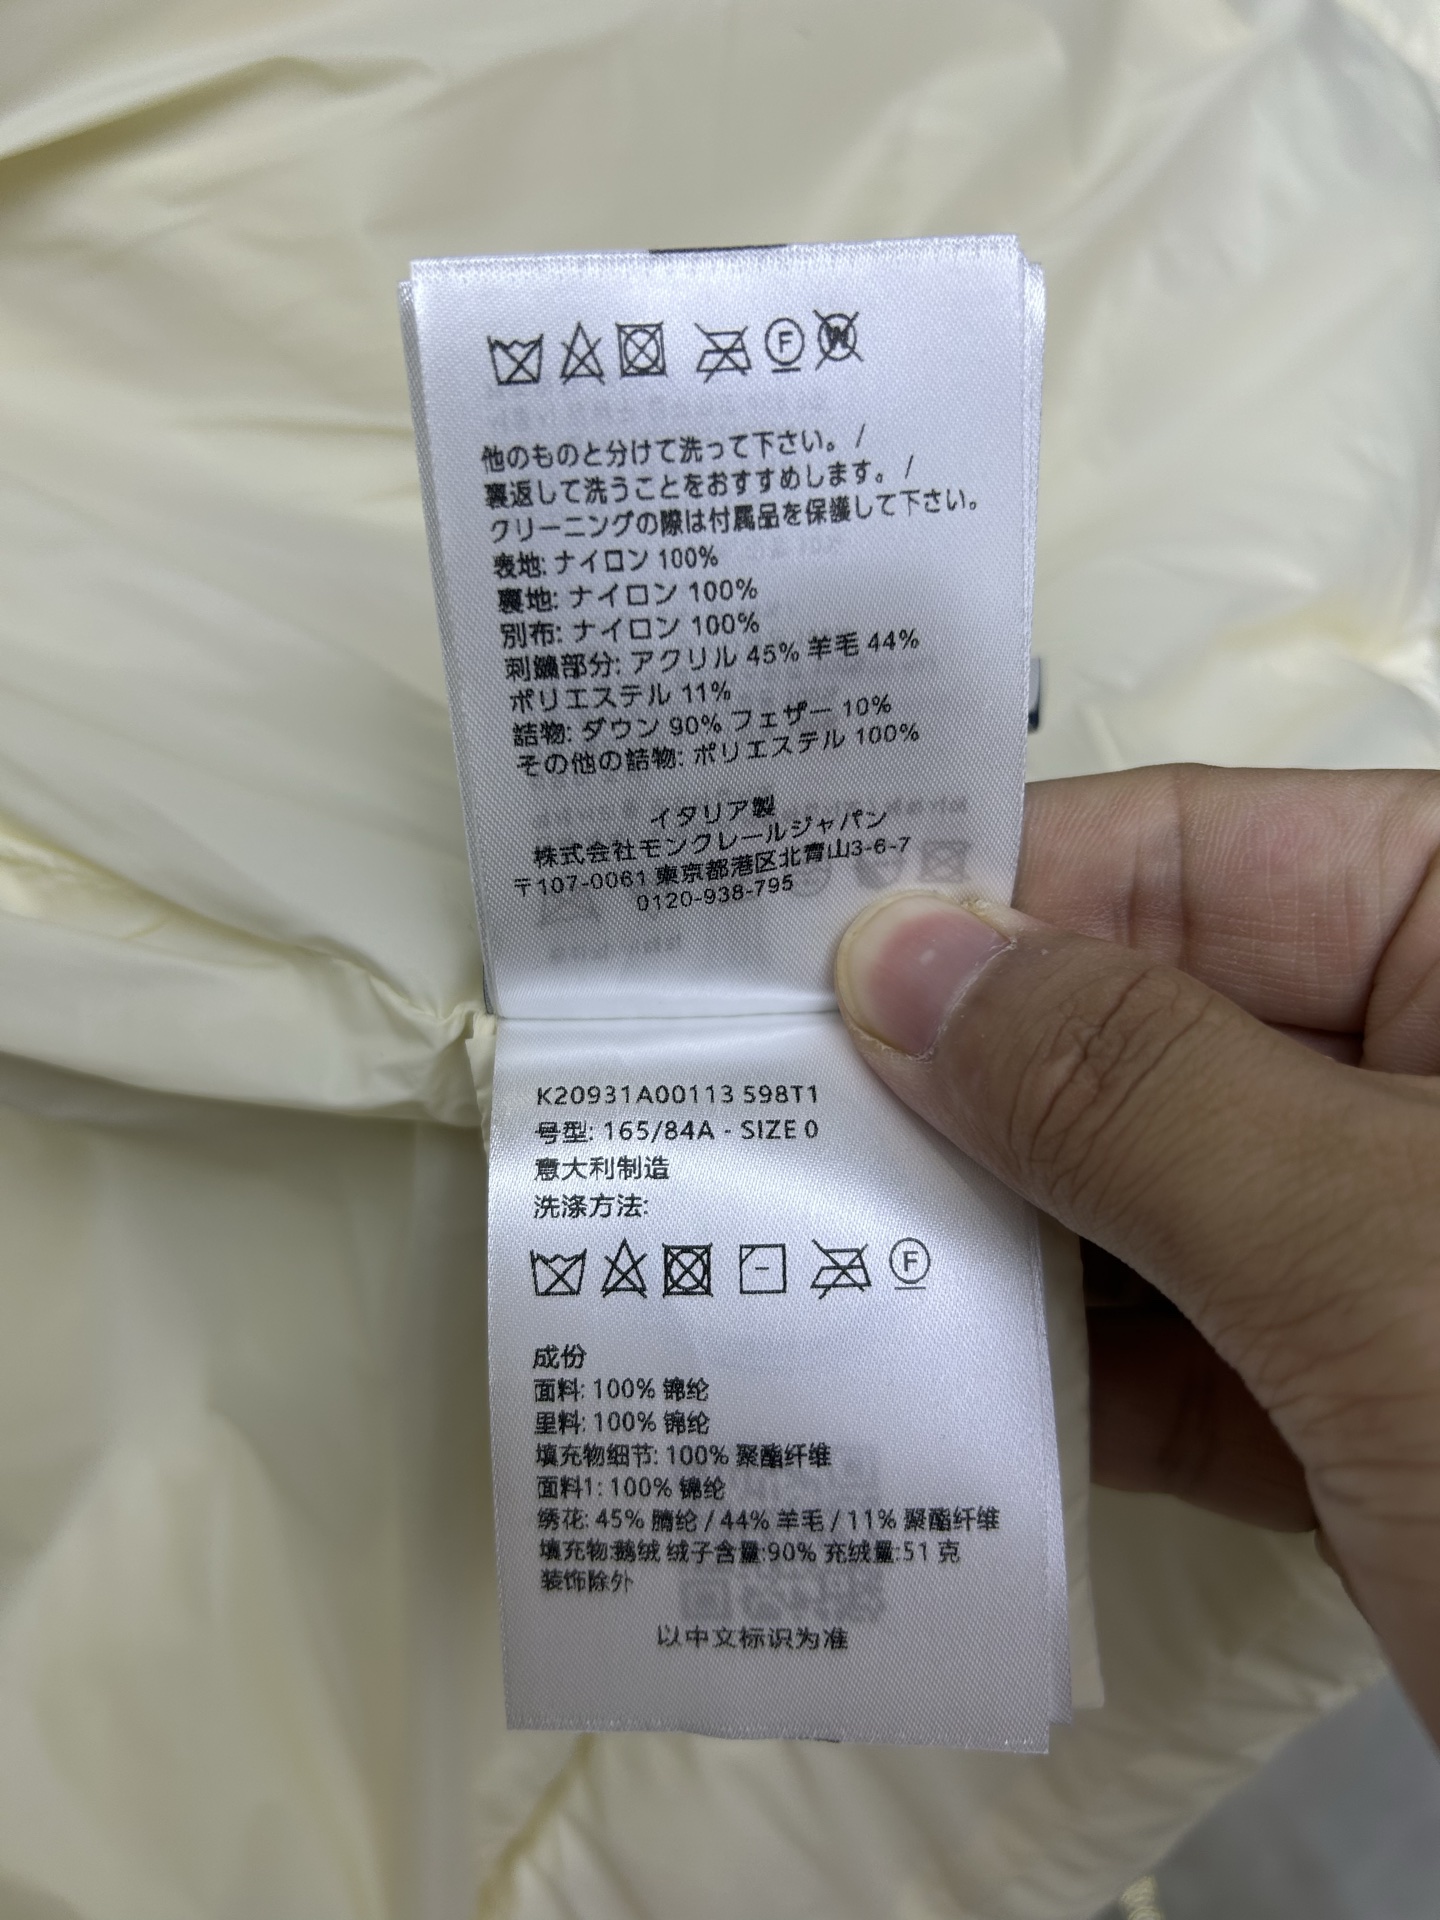 F W
他のものと分けて洗って下さい。 /
裏返して洗うことをおすすめします。 /
クリーニングの際は付属品を保護して下さい。
表地: ナイロン 100%
裏地: ナイロン 100%
別布: ナイロン 100%
刺繍部分: アクリル 45% 羊毛 44%
ポリエステル 11%
詰物: ダウン 90% フェザー 10%
その他の詰物: ポリエステル 100%
イタリア製
株式会社モンクレールジャパン
〒107-0061 東京都港区北青山3-6-7
0120-938-795
K20931A00113 598T1
号型: 165/84A - SIZE 0
意大利制造
洗涤方法:
F
成份
面料: 100% 锦纶
里料: 100% 锦纶
填充物细节: 100% 聚酯纤维
面料1: 100% 锦纶
绣花: 45% 腈纶 / 44% 羊毛 / 11% 聚酯纤维
填充物:鹅绒 绒子含量:90% 充绒量:51 克
装饰除外
以中文标识为准